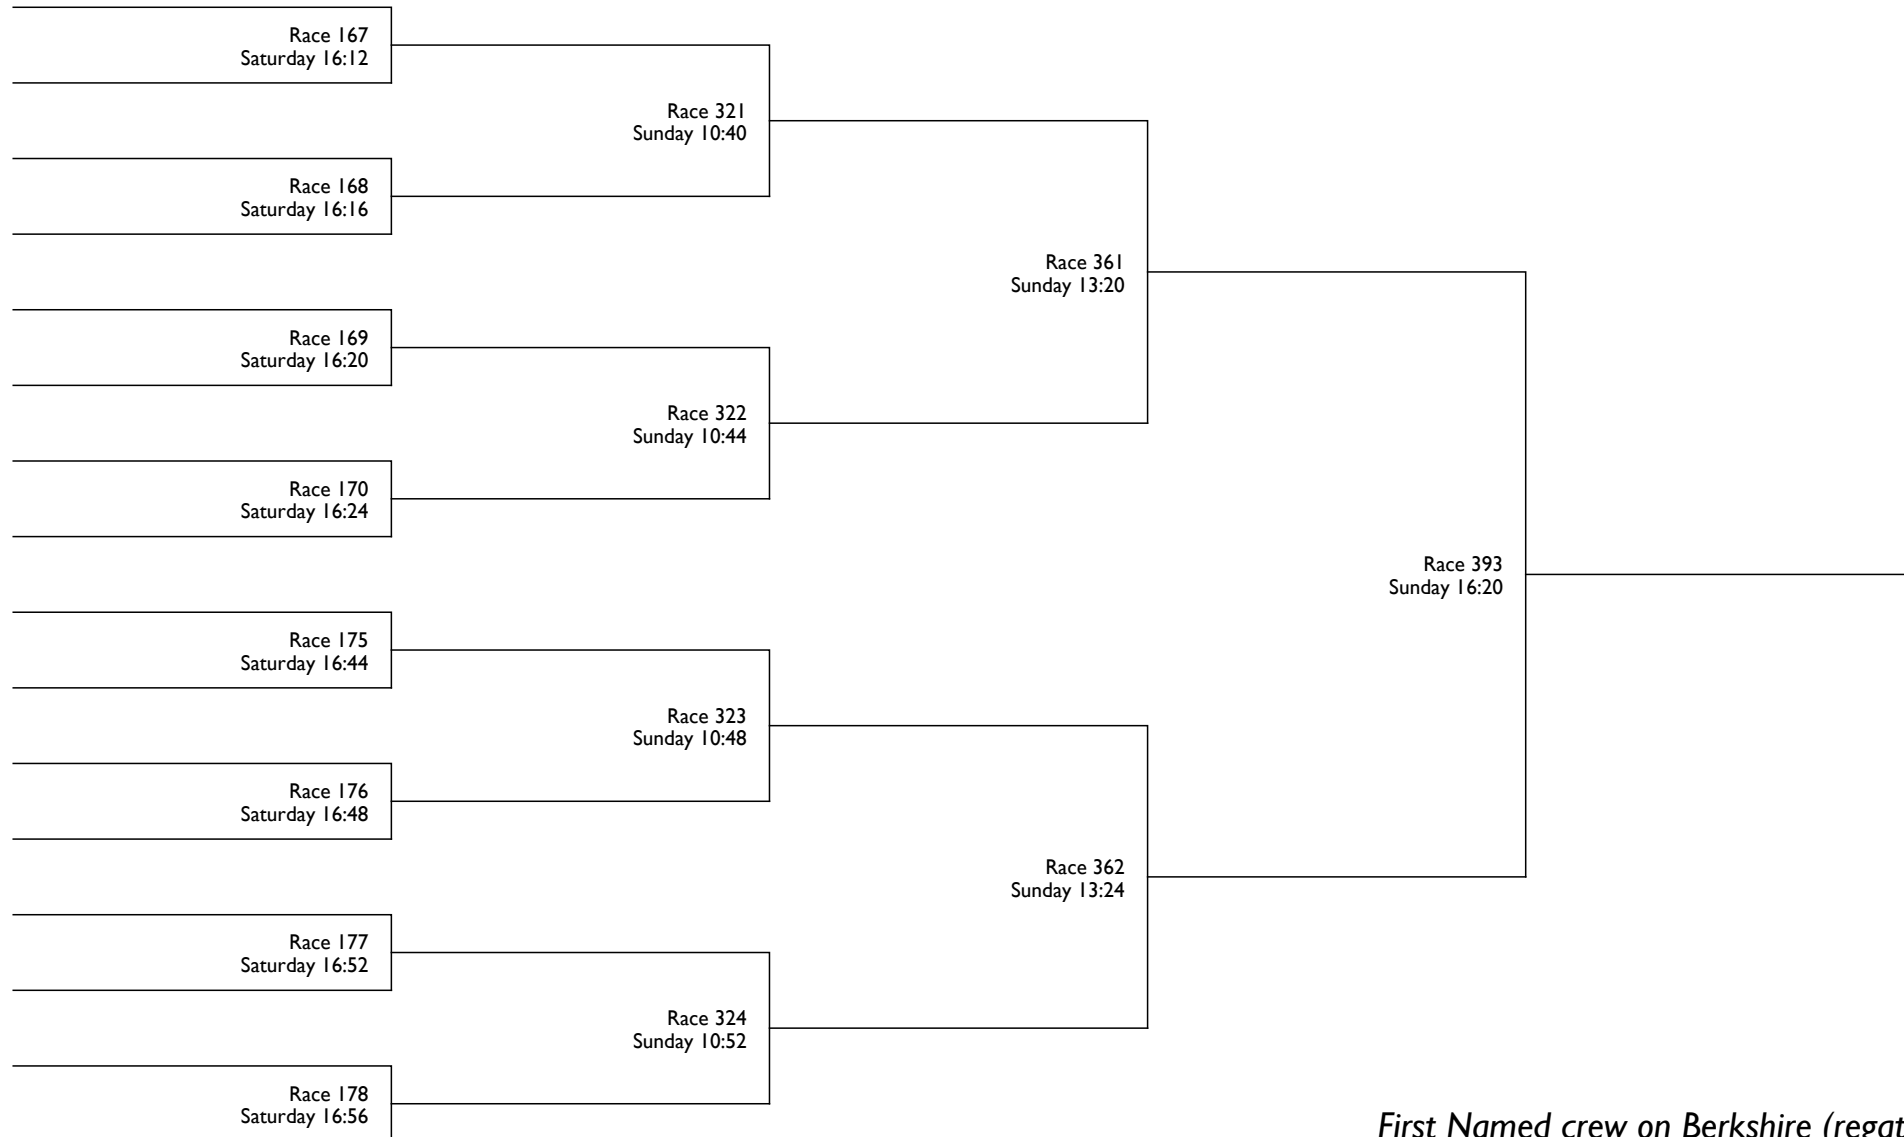 Race 167
Saturday 16:12
Race 321
Sunday 10:40
Race 168
Saturday 16:16
Race 361
Sunday 13:20
Race 169
Saturday 16:20
Race 322
Sunday 10:44
Race 170
Saturday 16:24
Race 393
Sunday 16:20
Race 175
Saturday 16:44
Race 323
Sunday 10:48
Race 176
Saturday 16:48
Race 362
Sunday 13:24
Race 177
Saturday 16:52
Race 324
Sunday 10:52
Race 178
Saturday 16:56
First Named crew on Berkshire (regat